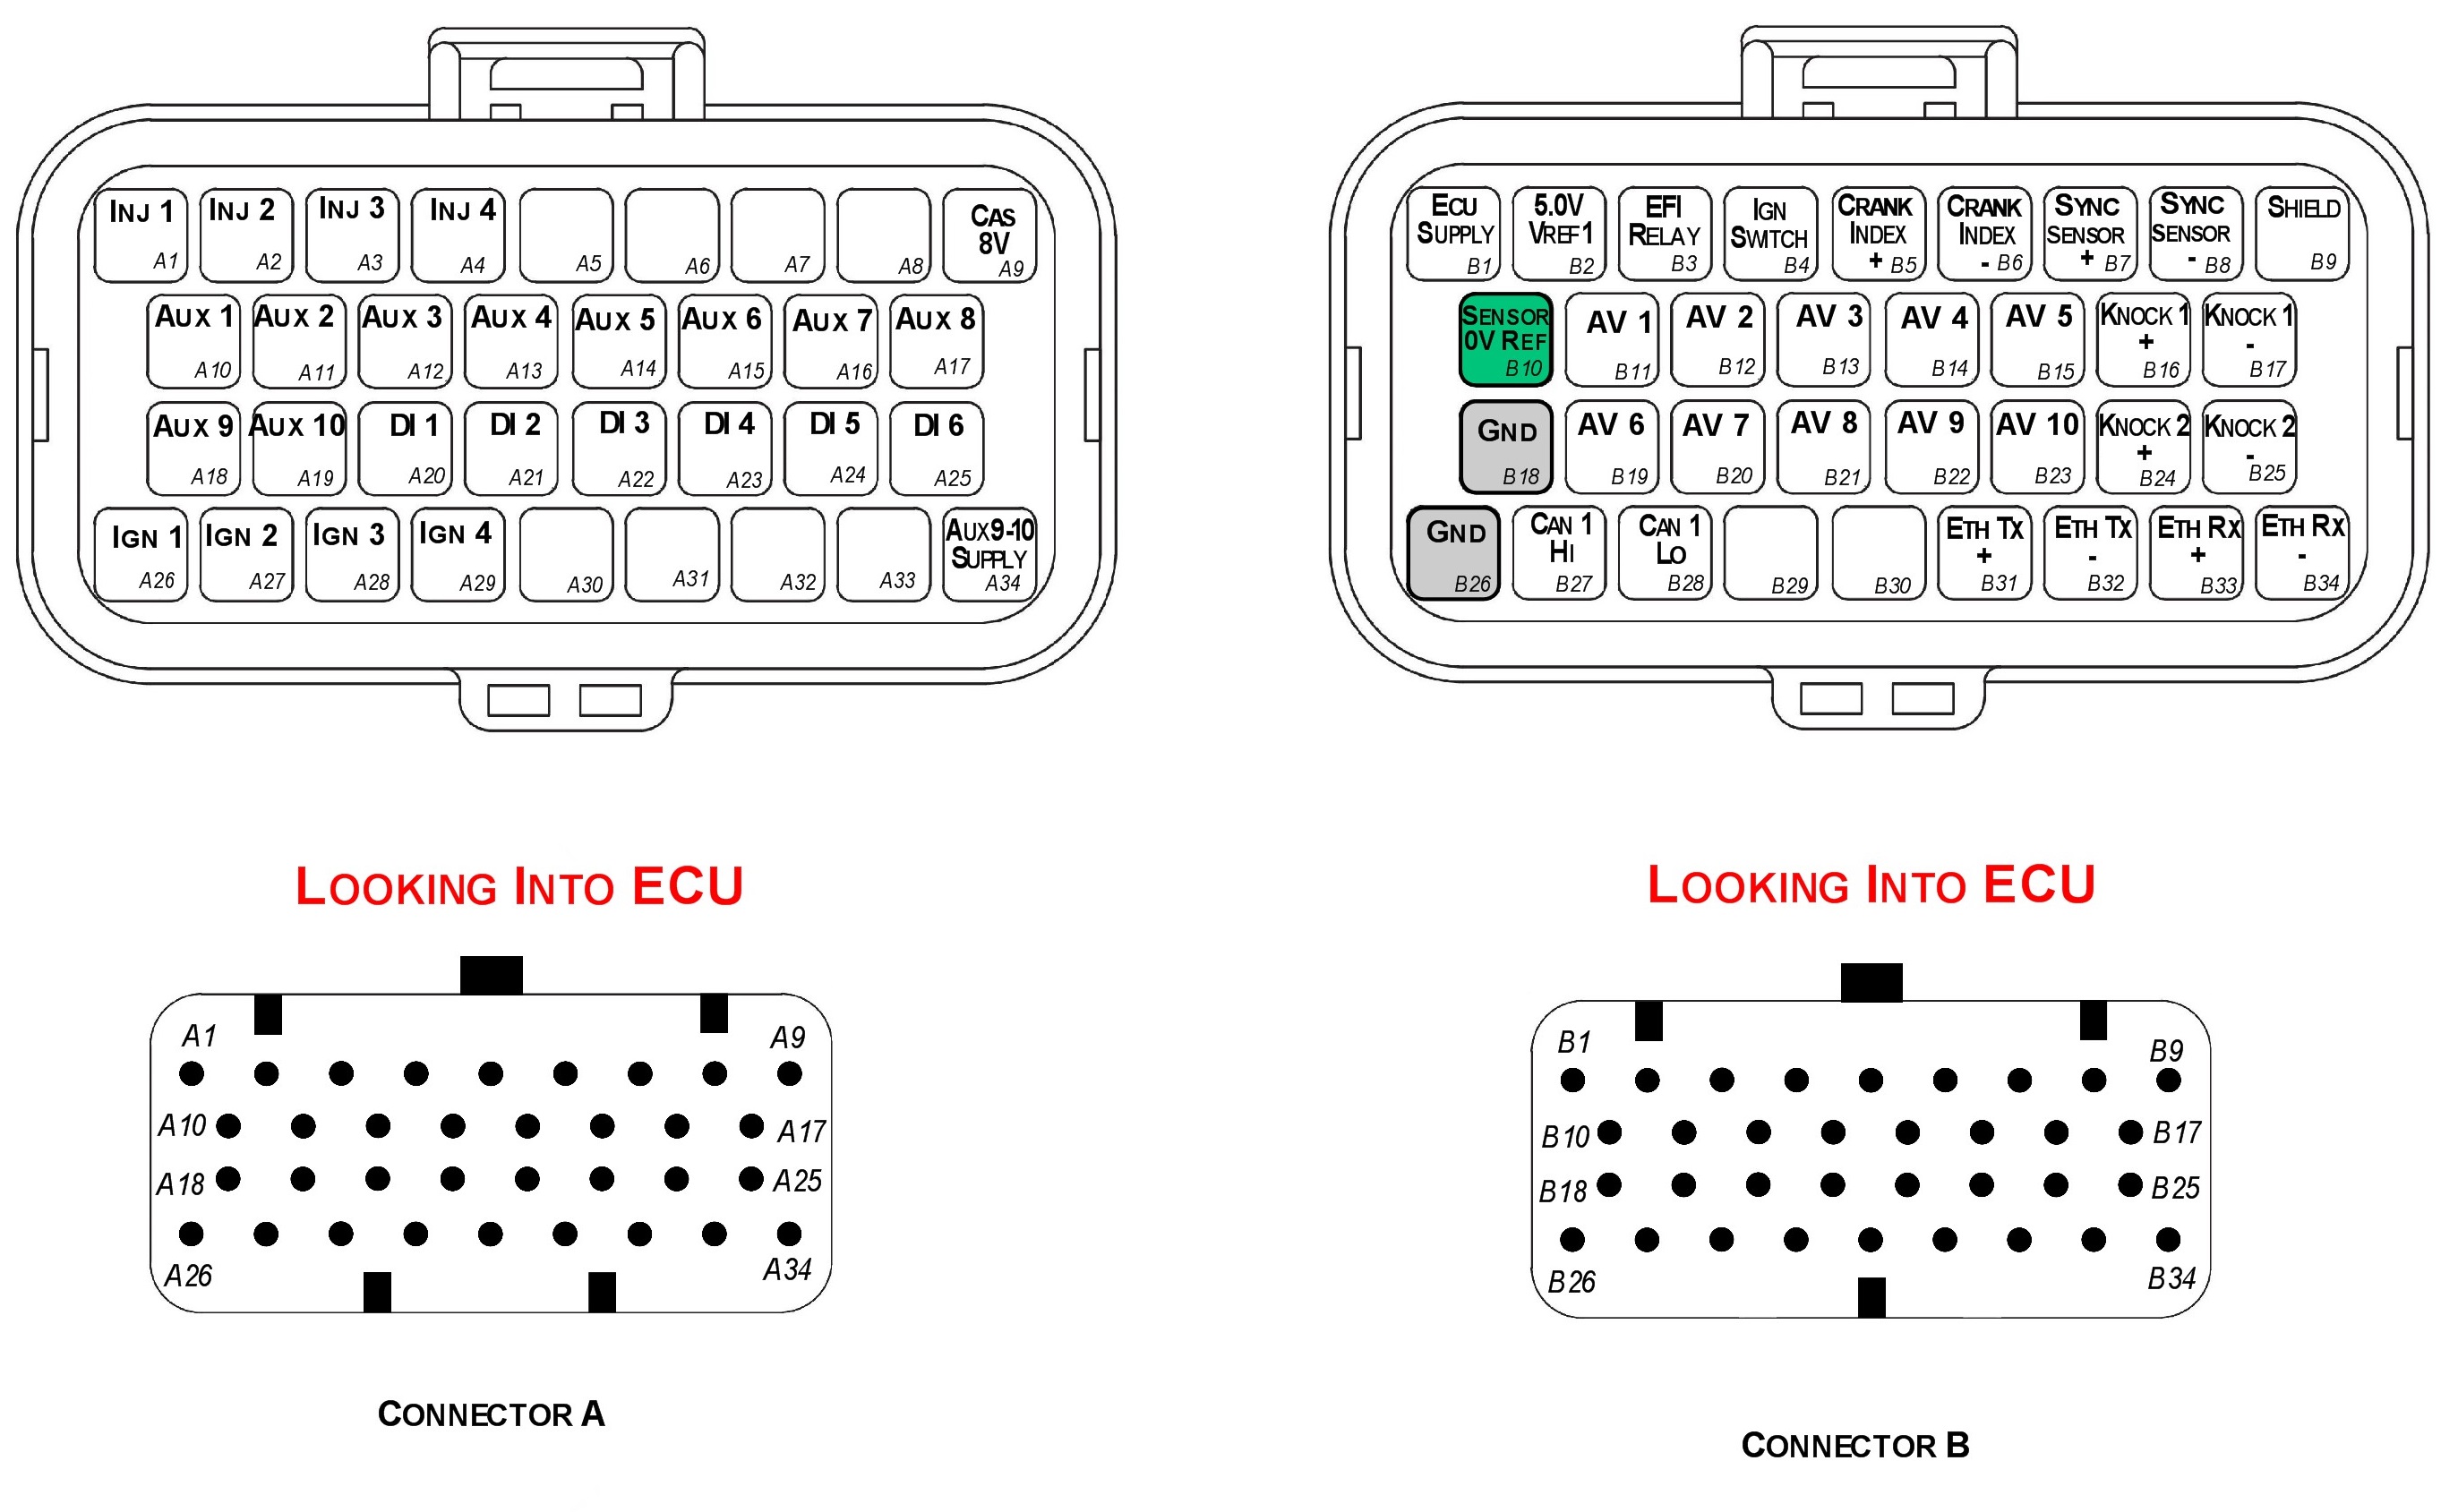 INJ 1 INJ 2 INJ 3 INJ 4 CAS
8V
A1 A2 A3 A4 A5 A6 A7 A8 A9
AUX 1 AUX 2 AUX 3 AUX 4 AUX 5 AUX 6 AUX 7 AUX 8
A10 A11 A12 A13 A14 A15 A16 A17
AUX 9 AUX 10 DI 1 DI 2 DI 3 DI 4 DI 5 DI 6
A18 A19 A20 A21 A22 A23 A24 A25
IGN 1 IGN 2 IGN 3 IGN 4 AUX9-10
SUPPLY
A26 A27 A28 A29 A30 A31 A32 A33 A34
ECU 5.0V EFI IGN CRANK CRANK SYNC SYNC SHIELD
SUPPLY VREF1 RELAY SWITCH INDEX INDEX SENSOR SENSOR
B1 B2 B3 B4 + B5 - B6 + B7 - B8 B9
SENSOR AV 1 AV 2 AV 3 AV 4 AV 5 KNOCK 1 KNOCK 1
0V REF + -
B10 B11 B12 B13 B14 B15 B16 B17
GND AV 6 AV 7 AV 8 AV 9 AV 10 KNOCK 2 KNOCK 2
+ -
B18 B19 B20 B21 B22 B23 B24 B25
GND CAN 1 CAN 1 ETH TX ETH TX ETH RX ETH RX
HI LO + - + -
B26 B27 B28 B29 B30 B31 B32 B33 B34
LOOKING INTO ECU
LOOKING INTO ECU
A1 A9
A10 A17
A18 A25
A26 A34
CONNECTOR A
B1 B9
B10 B17
B18 B25
B26 B34
CONNECTOR B